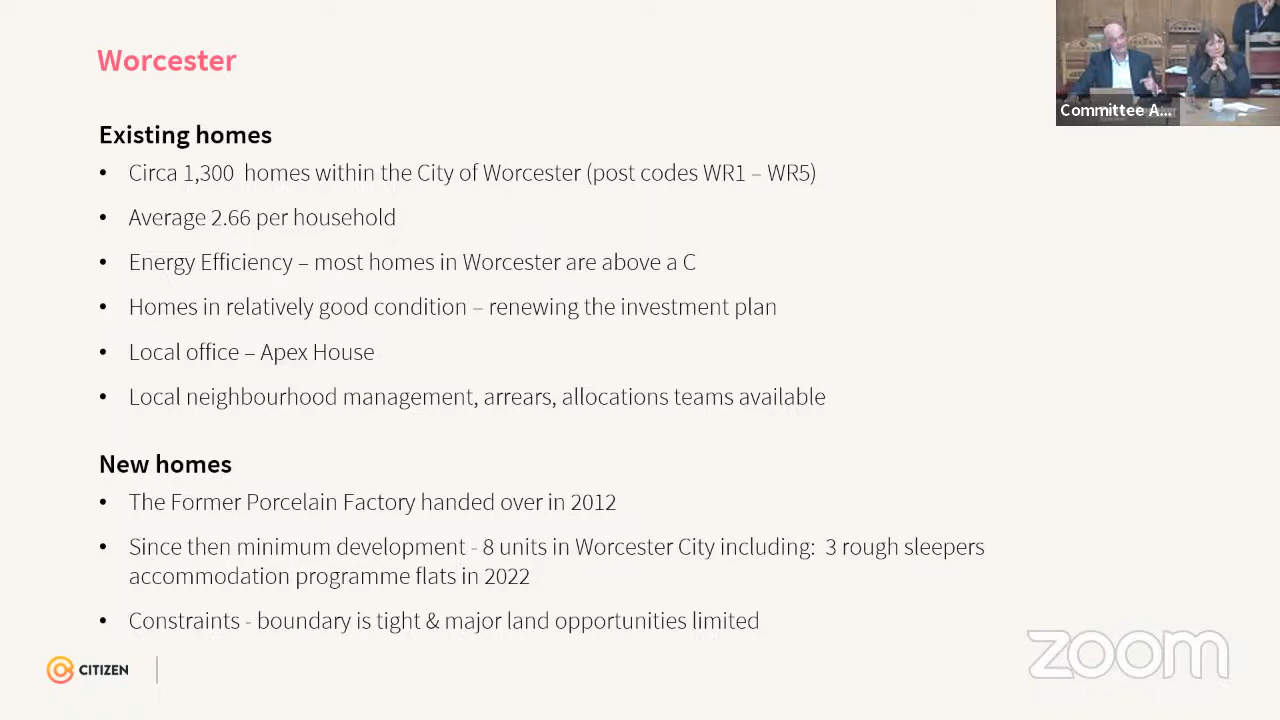 Worcester
Committee A...
Existing homes
• Circa 1,300 homes within the City of Worcester (post codes WR1 – WR5)
• Average 2.66 per household
• Energy Efficiency – most homes in Worcester are above a C
• Homes in relatively good condition – renewing the investment plan
• Local office – Apex House
• Local neighbourhood management, arrears, allocations teams available
New homes
• The Former Porcelain Factory handed over in 2012
• Since then minimum development - 8 units in Worcester City including: 3 rough sleepers
accommodation programme flats in 2022
• Constraints - boundary is tight & major land opportunities limited
CITIZEN
zoom